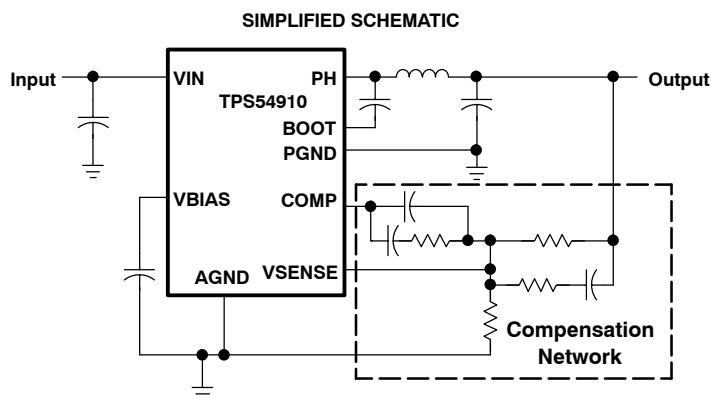 SIMPLIFIED SCHEMATIC
Input
VIN
PH
Output
TPS54910
BOOT
PGND
VBIAS
COMP
AGND
VSENSE
Compensation
Network